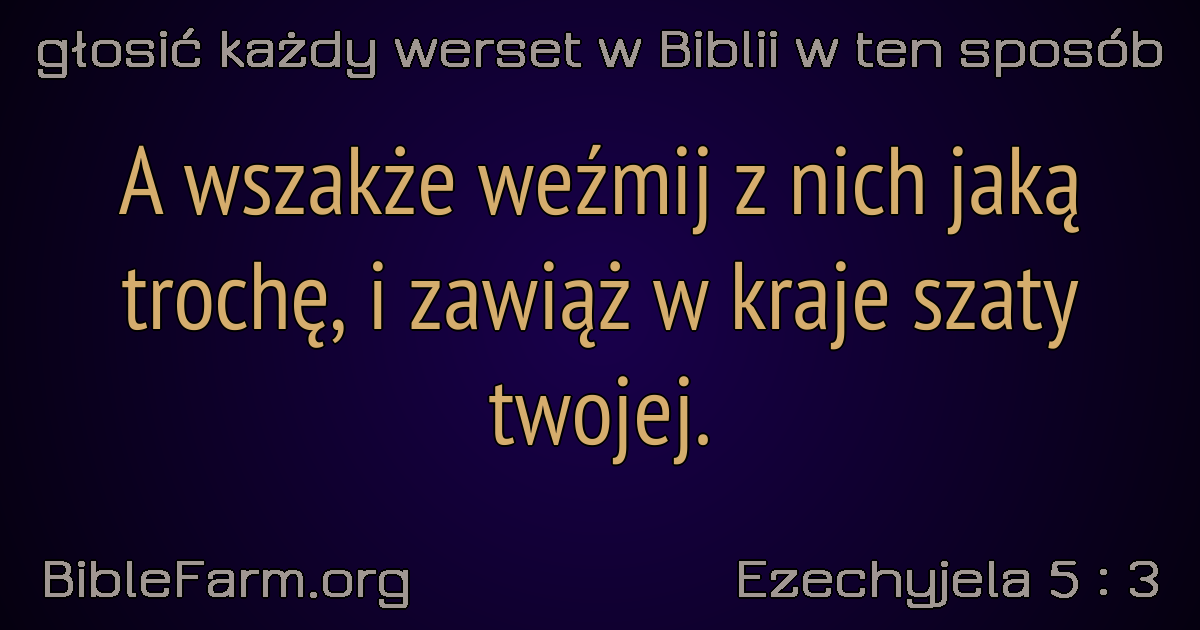 głosić każdy werset w Biblii w ten sposób
A wszakże weźmij z nich jaką
trochę, i zawiąż w kraje szaty
twojej.
BibleFarm.org
Ezechyjela 5 : 3